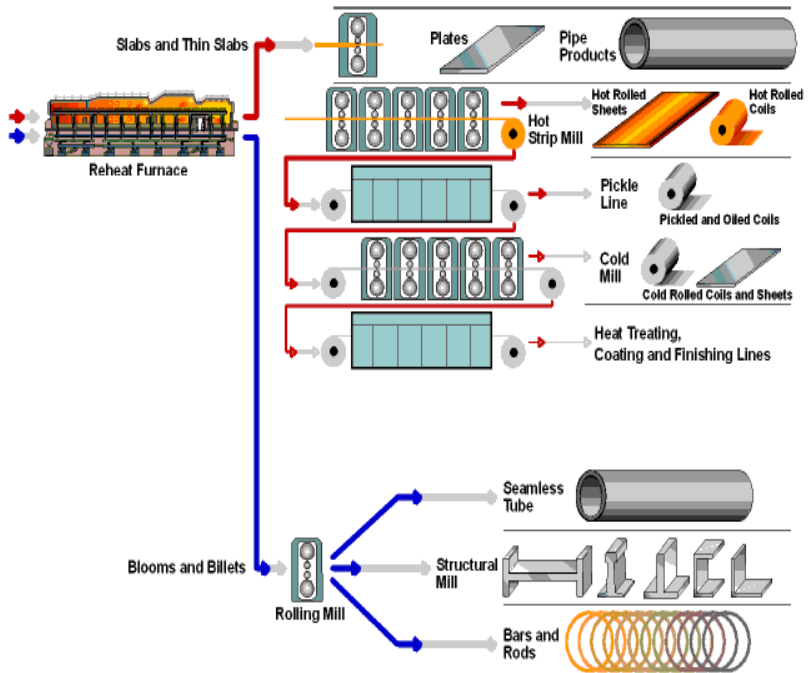 Slabs and Thin Slabs
Plates
Pipe
Products
Reheat Furnace
Hot
Strip Mill
Hot Rolled
Sheets
Hot Rolled
Coils
Pickle
Line
Pickled and Oiled Coils
Cold
Mill
Cold Rolled Coils and Sheets
Heat Treating,
Coating and Finishing Lines
Seamless
Tube
Blooms and Billets
Rolling Mill
Structural
Mill
Bars and
Rods